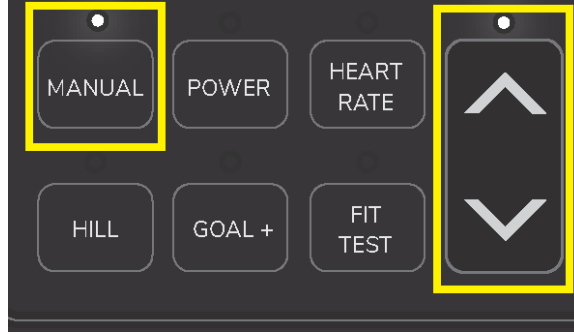 MANUAL
POWER
HEART
RATE
HILL
GOAL +
FIT
TEST